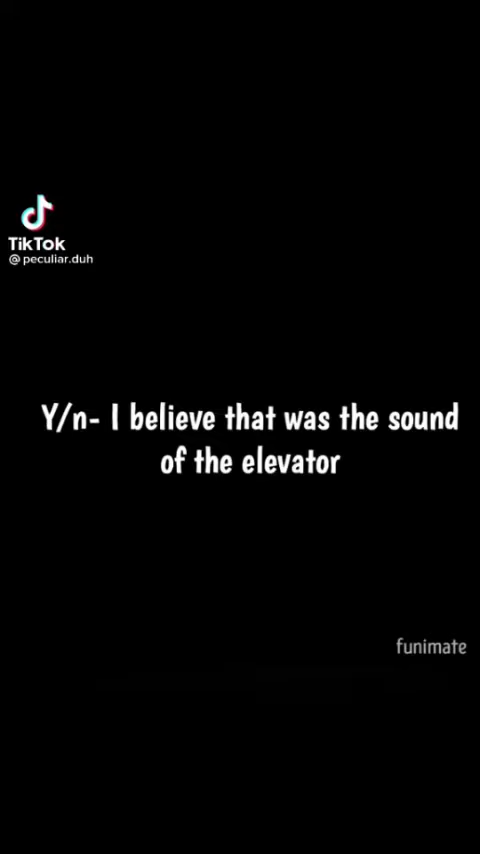 TikTok
@peculiar.duh
Y/n- I believe that was the sound
of the elevator
funimate